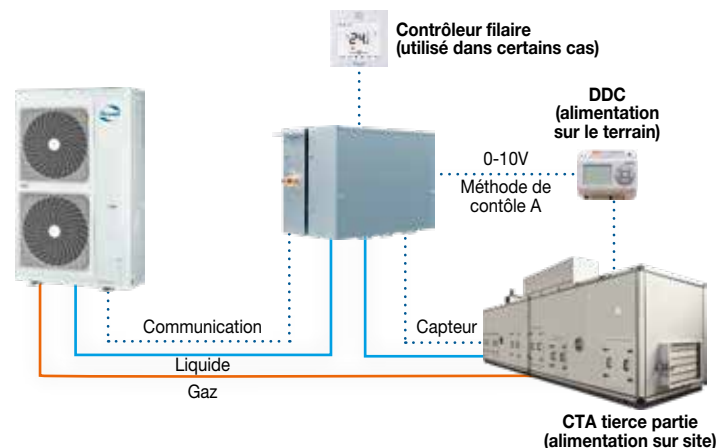 Contrôleur filaire
(utilisé dans certains cas)
24
DDC
(alimentation
sur le terrain)
0-10V
Méthode de
contôle A
Communication
Capteur
Liquide
Gaz
CTA tierce partie
(alimentation sur site)